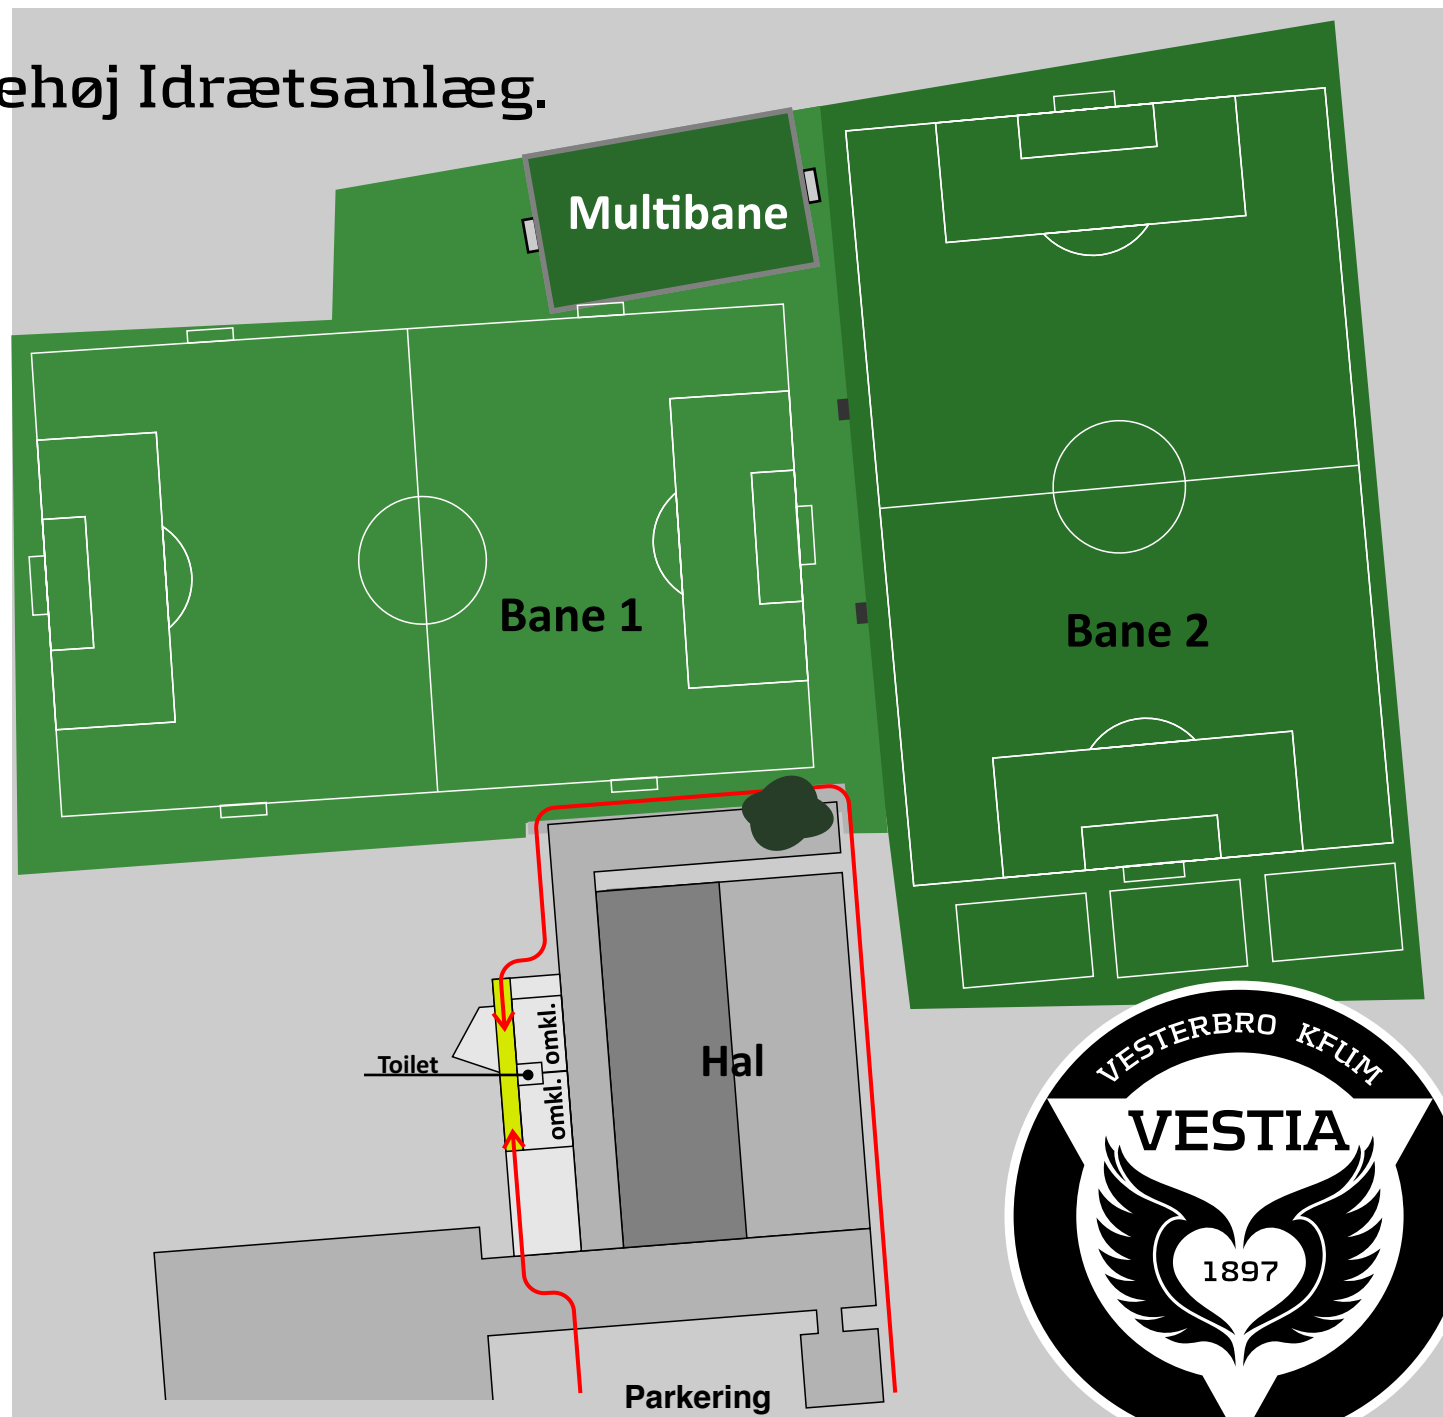 ehøj Idrætsanlæg.
Multibane
Bane 1
Bane 2
omkl.
Toilet
omkl.
Hal
VESTERBRO KFUM
VESTIA
1897
Parkering